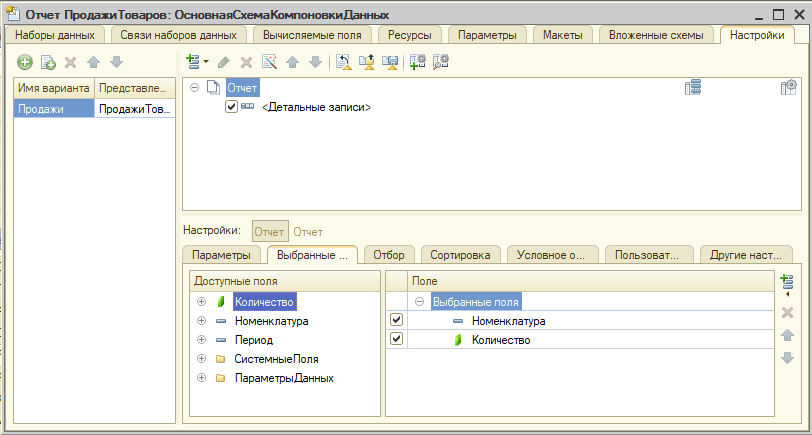 Отчет ПродажиТоваров: ОсновнаяСхемаКомпоновкиДанных
Наборы данных Связи наборов данных Вычисляемые поля Ресурсы Параметры Макеты Вложенные схемы Настройки
Имя варианта Представле...
Продажи ПродажиТов...
Отчет
<Детальные записи>
Настройки: Отчет Отчет
Параметры Выбранные ... Отбор Сортировка Условное о... Пользоват... Другие наст...
Доступные поля
Количество
Номенклатура
Период
СистемныеПоля
ПараметрыДанных
Поле
Выбранные поля
Номенклатура
Количество